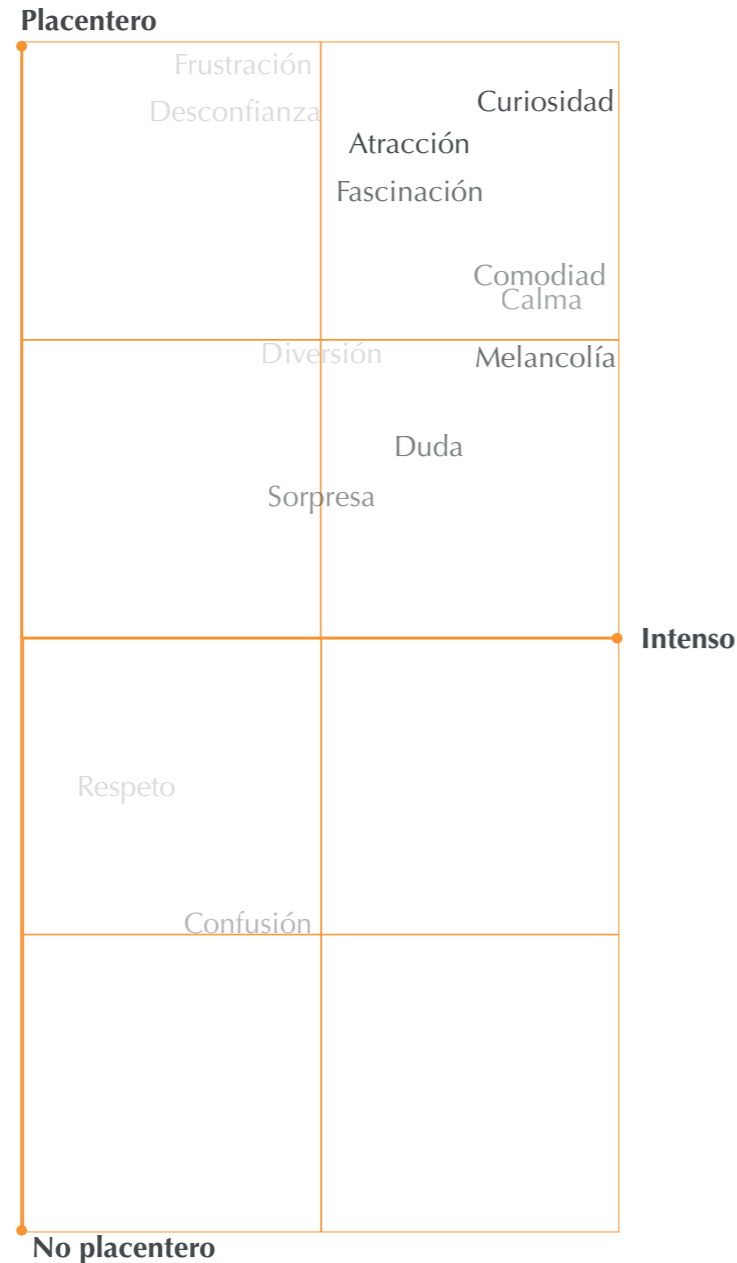 Placentero
Frustración
Curiosidad
Desconfianza
Atracción
Fascinación
Comodiad
Calma
Diversión
Melancolía
Duda
Sorpresa
Intenso
Respeto
Confusión
No placentero